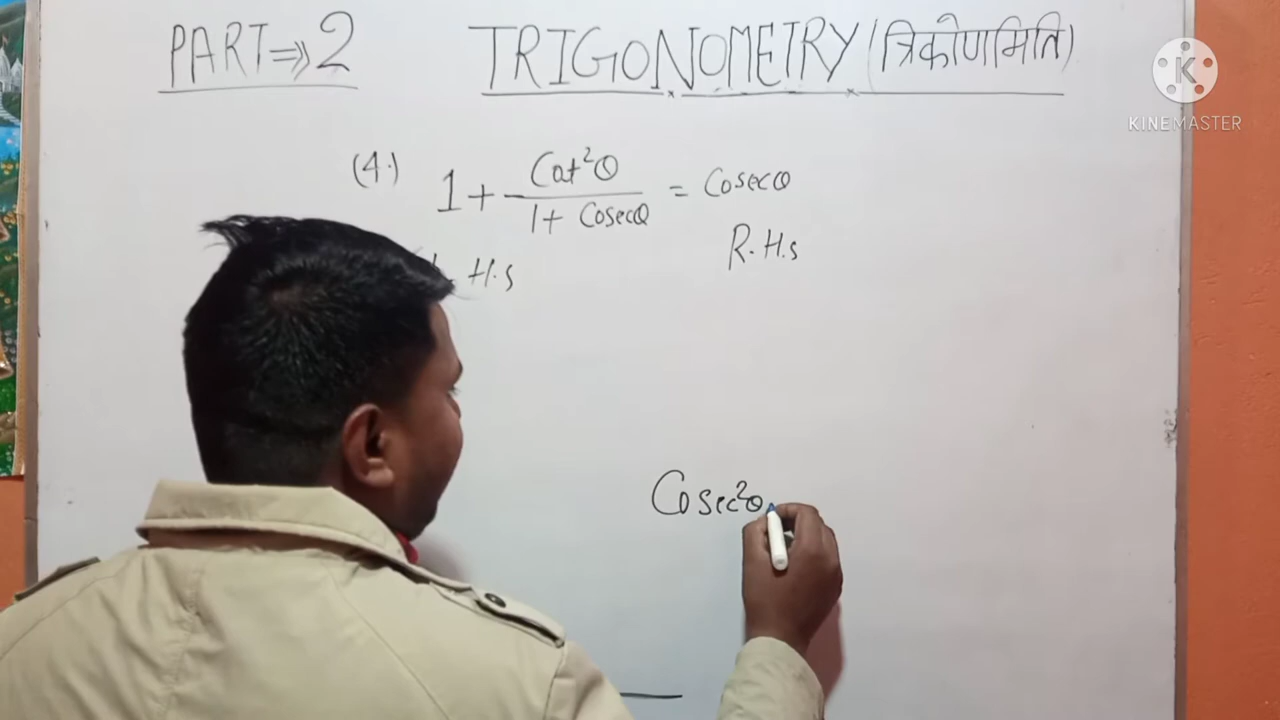 PART ⇒ 2 TRIGONOMETRY (त्रिकोणमिति)
K
KINEMASTER
(4.) 1 + Cot²θ / 1 + Cosecθ = Cosecθ
H.S R.H.S
Cosec²θ